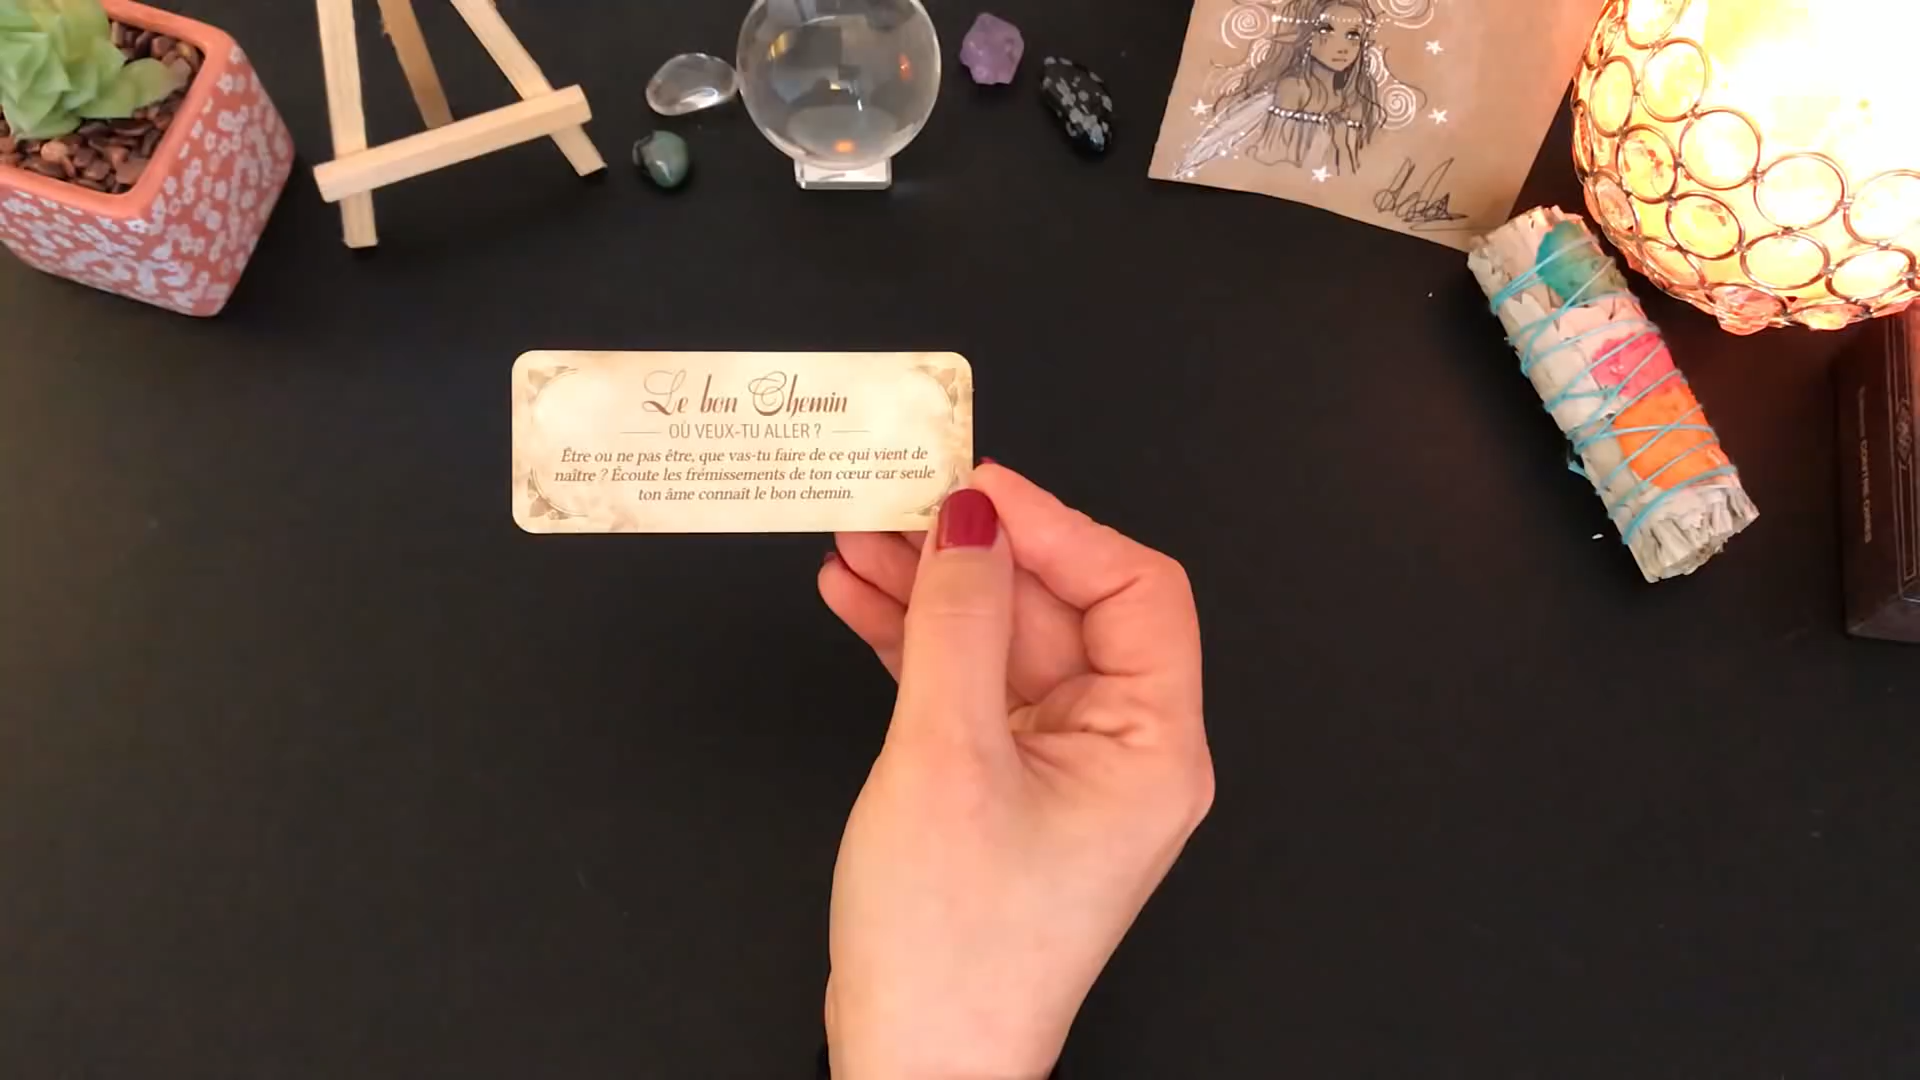 Le bon Chemin
OÙ VEUX-TU ALLER ?
Être ou ne pas être, que vas-tu faire de ce qui vient de
naître ? Écoute les frémissements de ton cœur car seule
ton âme connaît le bon chemin.